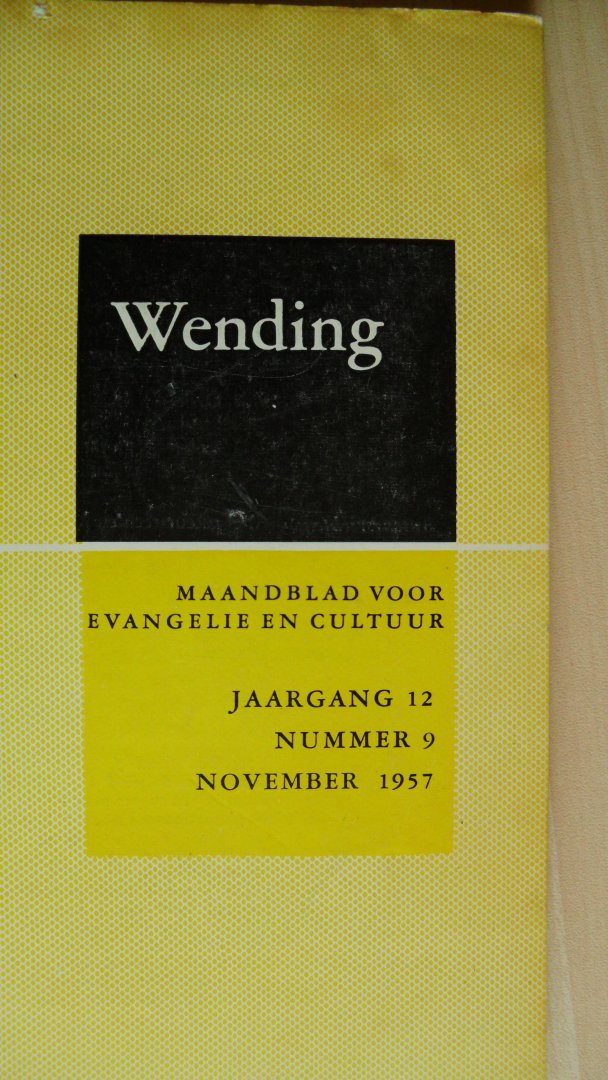 Wending
MAANDBLAD VOOR
EVANGELIE EN CULTUUR
JAARGANG 12
NUMMER 9
NOVEMBER 1957